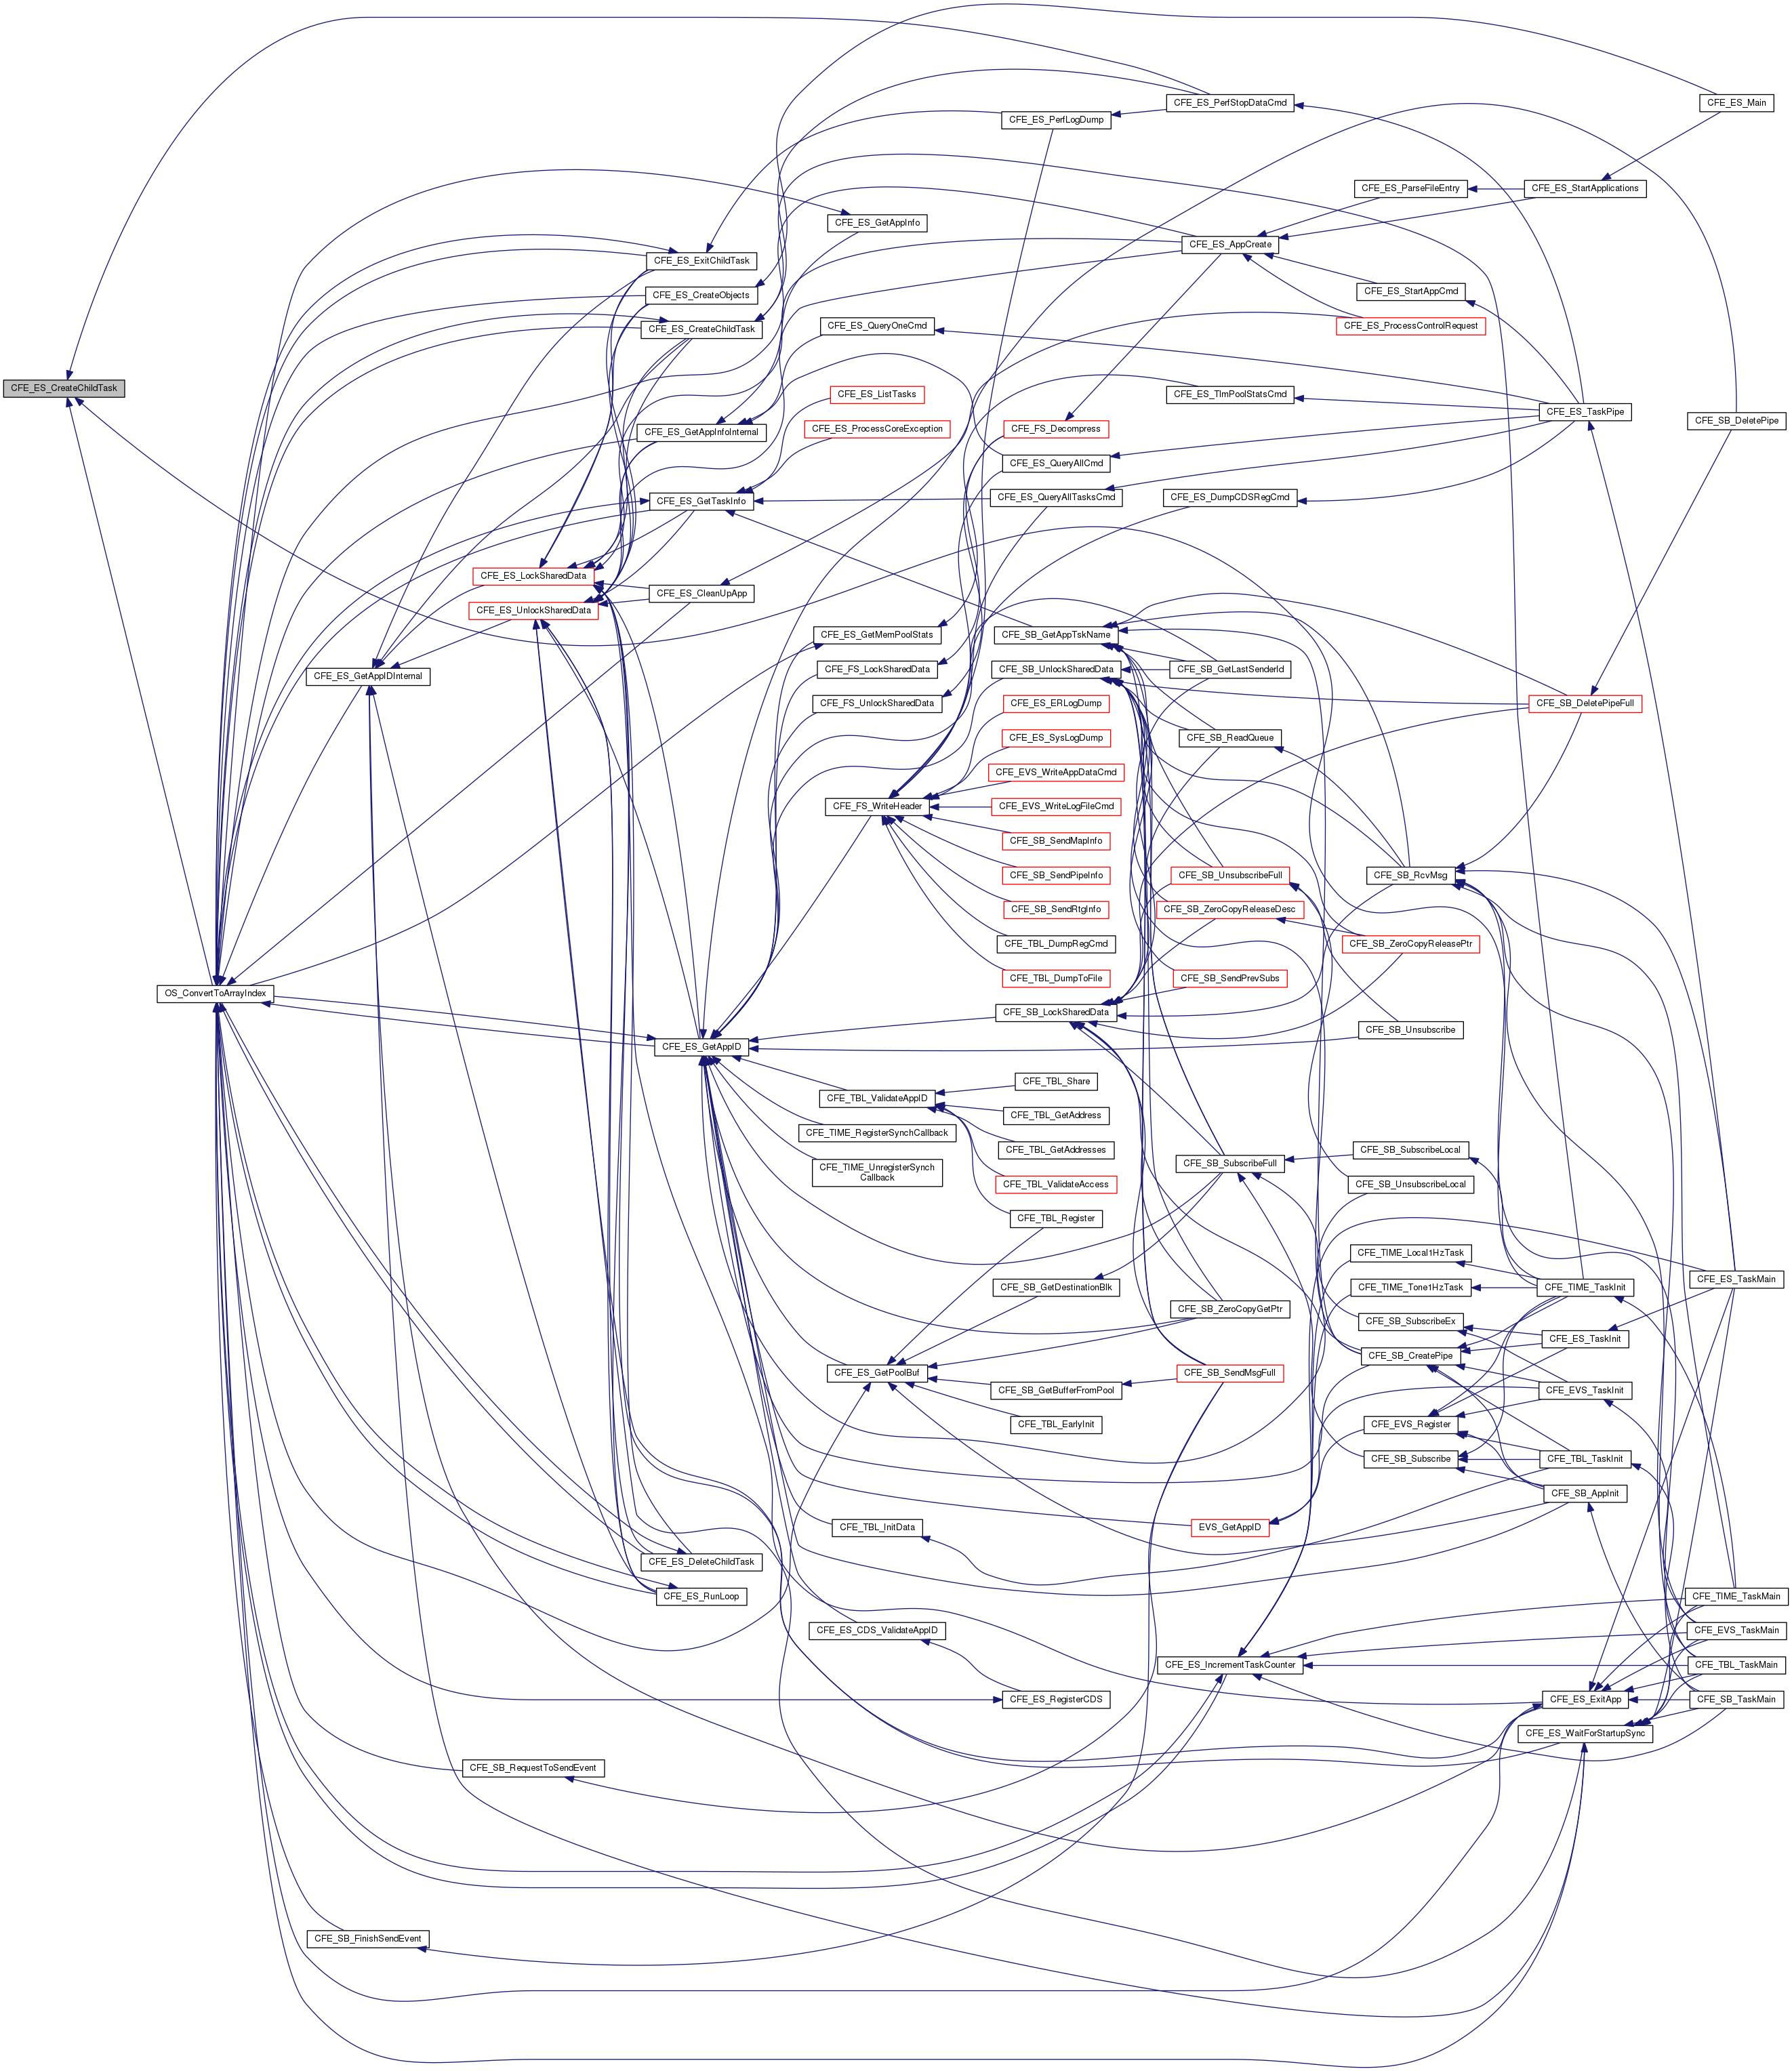 CFE_ES_Main
CFE_ES_PerfStopDataCmd
CFE_ES_PerfLogDump
CFE_ES_ParseFileEntry
CFE_ES_StartApplications
CFE_ES_GetAppInfo
CFE_ES_AppCreate
CFE_ES_ExitChildTask
CFE_ES_CreateObjects
CFE_ES_StartAppCmd
CFE_ES_CreateChildTask
CFE_ES_QueryOneCmd
CFE_ES_ProcessControlRequest
CFE_ES_CreateChildTask
CFE_ES_ListTasks
CFE_ES_TlmPoolStatsCmd
CFE_ES_TaskPipe
CFE_SB_DeletePipe
CFE_ES_GetAppInfoInternal
CFE_ES_ProcessCoreException
CFE_FS_Decompress
CFE_ES_QueryAllCmd
CFE_ES_GetTaskInfo
CFE_ES_QueryAllTasksCmd
CFE_ES_DumpCDSRegCmd
CFE_ES_LockSharedData
CFE_ES_CleanUpApp
CFE_ES_UnlockSharedData
CFE_ES_GetMemPoolStats
CFE_SB_GetAppTskName
CFE_ES_GetAppIDInternal
CFE_FS_LockSharedData
CFE_SB_UnlockSharedData
CFE_SB_GetLastSenderId
CFE_FS_UnlockSharedData
CFE_ES_ERLogDump
CFE_SB_DeletePipeFull
CFE_ES_SysLogDump
CFE_SB_ReadQueue
CFE_EVS_WriteAppDataCmd
CFE_FS_WriteHeader
CFE_EVS_WriteLogFileCmd
CFE_SB_SendMapInfo
CFE_SB_SendPipeInfo
CFE_SB_UnsubscribeFull
CFE_SB_RcvMsg
CFE_SB_SendRtgInfo
CFE_SB_ZeroCopyReleaseDesc
CFE_TBL_DumpRegCmd
CFE_SB_ZeroCopyReleasePtr
CFE_TBL_DumpToFile
CFE_SB_SendPrevSubs
OS_ConvertToArrayIndex
CFE_SB_LockSharedData
CFE_SB_Unsubscribe
CFE_ES_GetAppID
CFE_TBL_Share
CFE_TBL_ValidateAppID
CFE_TBL_GetAddress
CFE_TIME_RegisterSynchCallback
CFE_TBL_GetAddresses
CFE_TIME_UnregisterSynch
Callback
CFE_SB_SubscribeFull
CFE_SB_SubscribeLocal
CFE_TBL_ValidateAccess
CFE_SB_UnsubscribeLocal
CFE_TBL_Register
CFE_TIME_Local1HzTask
CFE_SB_GetDestinationBlk
CFE_TIME_Tone1HzTask
CFE_TIME_TaskInit
CFE_ES_TaskMain
CFE_SB_ZeroCopyGetPtr
CFE_SB_SubscribeEx
CFE_ES_TaskInit
CFE_SB_CreatePipe
CFE_ES_GetPoolBuf
CFE_SB_SendMsgFull
CFE_SB_GetBufferFromPool
CFE_EVS_TaskInit
CFE_TBL_EarlyInit
CFE_EVS_Register
CFE_SB_Subscribe
CFE_TBL_TaskInit
CFE_SB_AppInit
CFE_TBL_InitData
EVS_GetAppID
CFE_ES_DeleteChildTask
CFE_ES_RunLoop
CFE_TIME_TaskMain
CFE_ES_CDS_ValidateAppID
CFE_EVS_TaskMain
CFE_ES_IncrementTaskCounter
CFE_TBL_TaskMain
CFE_ES_RegisterCDS
CFE_ES_ExitApp
CFE_SB_TaskMain
CFE_ES_WaitForStartupSync
CFE_SB_RequestToSendEvent
CFE_SB_FinishSendEvent